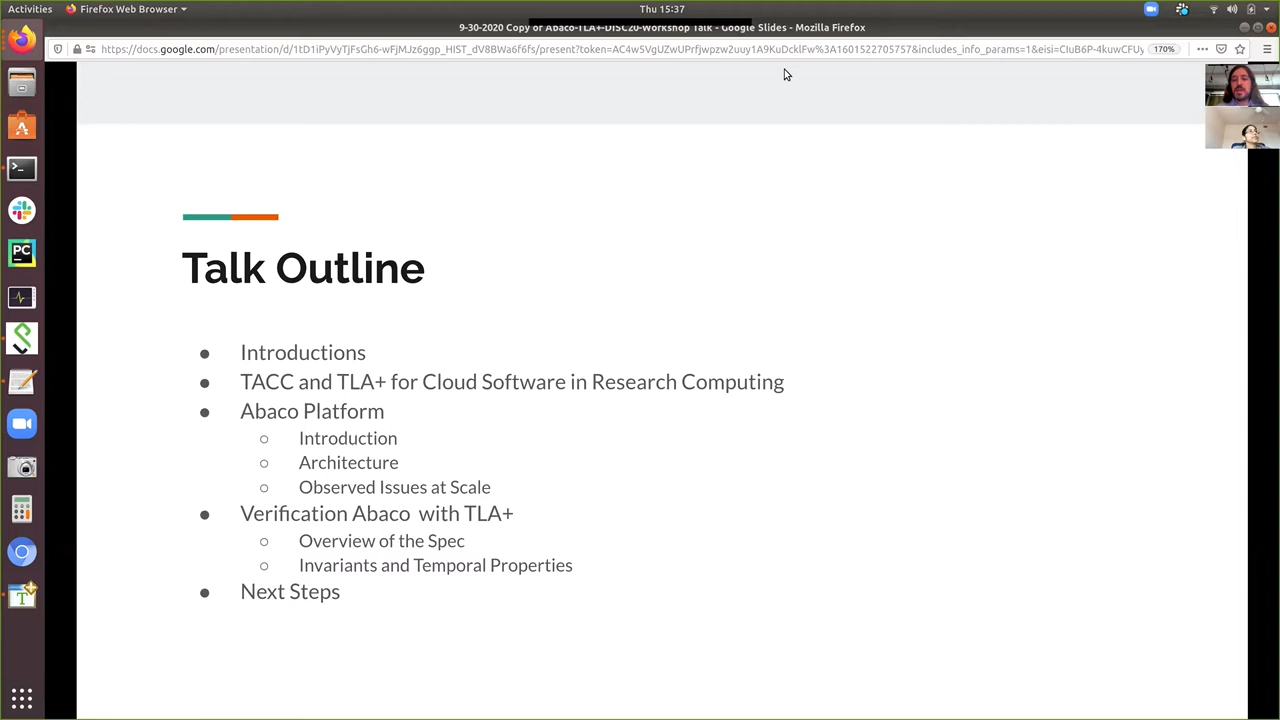 Activities Firefox Web Browser Thu 15:37
9-30-2020 Copy of Abaco-TLA+-DISC20-Workshop Talk - Google Slides - Mozilla Firefox
170%
Talk Outline
● Introductions
● TACC and TLA+ for Cloud Software in Research Computing
● Abaco Platform
○ Introduction
○ Architecture
○ Observed Issues at Scale
● Verification Abaco with TLA+
○ Overview of the Spec
○ Invariants and Temporal Properties
● Next Steps
PC